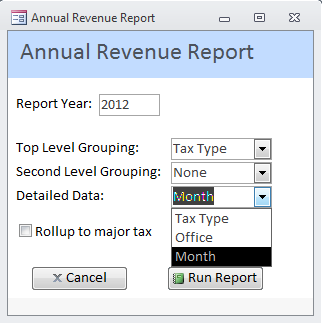 Annual Revenue Report
Annual Revenue Report
Report Year: 2012
Top Level Grouping: Tax Type
Second Level Grouping: None
Detailed Data: Month
Tax Type
Office
Month
Rollup to major tax
Cancel
Run Report